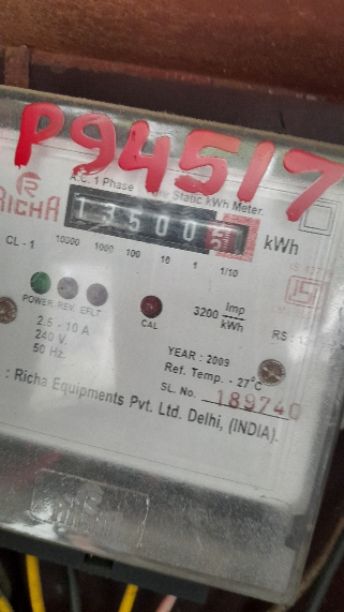 P94517
RICHA
A.C. 1 Phase Static kWh Meter
135005 kWh
CL - 1 10000 1000 100 10 1 1/10
POWER REV. EFLT
CAL
3200 Imp/kWh
2.5 - 10 A
240 V.
50 Hz.
RS
YEAR : 2009
Ref. Temp. - 27°C
SL. No. 189740
: Richa Equipments Pvt. Ltd. Delhi, (INDIA).